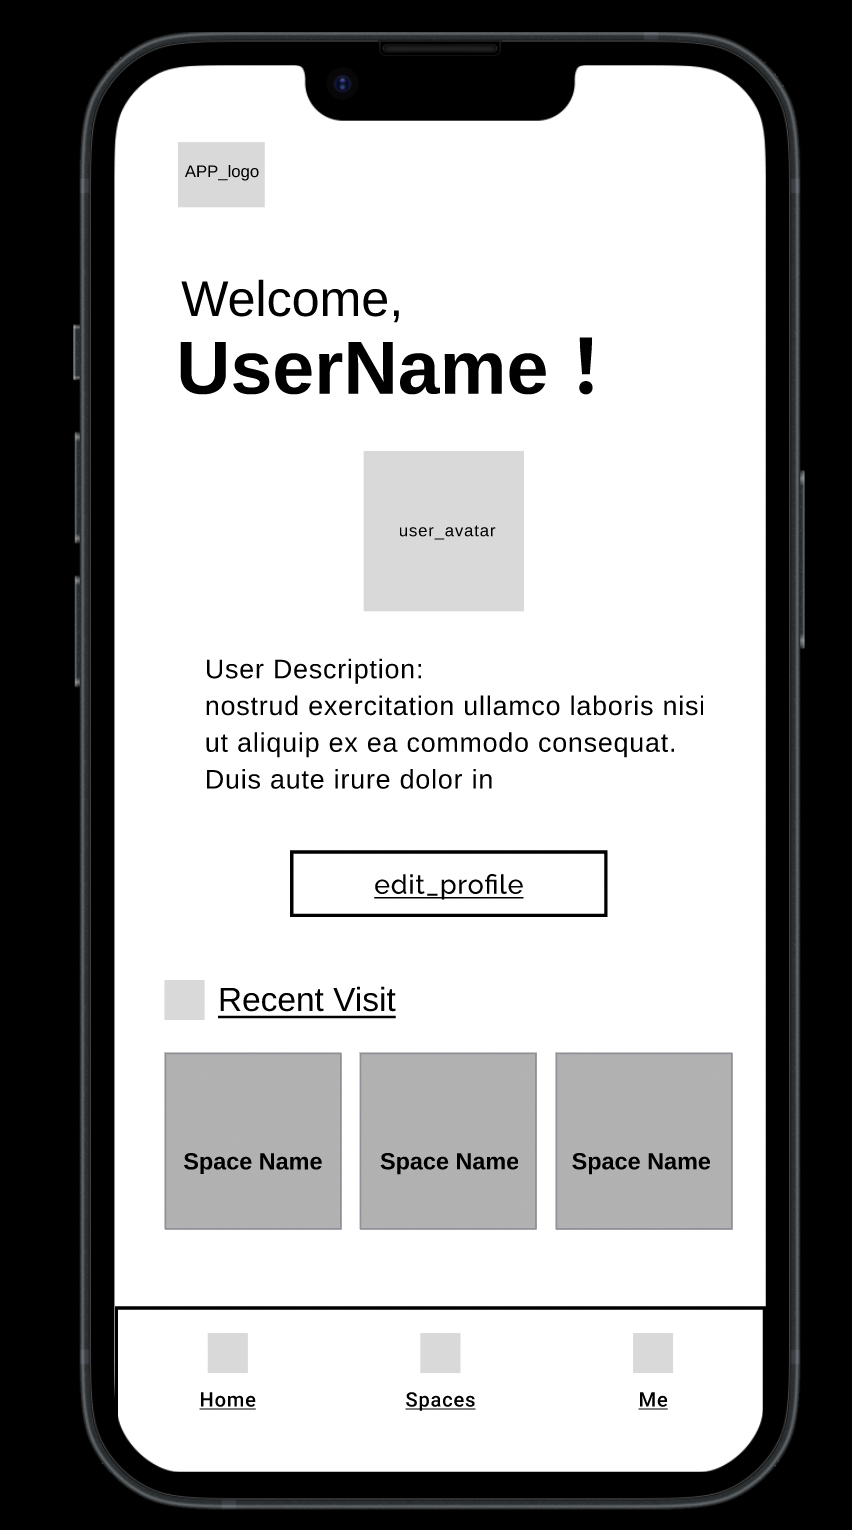 APP_logo
Welcome,
UserName !
user_avatar
User Description:
nostrud exercitation ullamco laboris nisi
ut aliquip ex ea commodo consequat.
Duis aute irure dolor in
edit_profile
Recent Visit
Space Name Space Name Space Name
Home Spaces Me